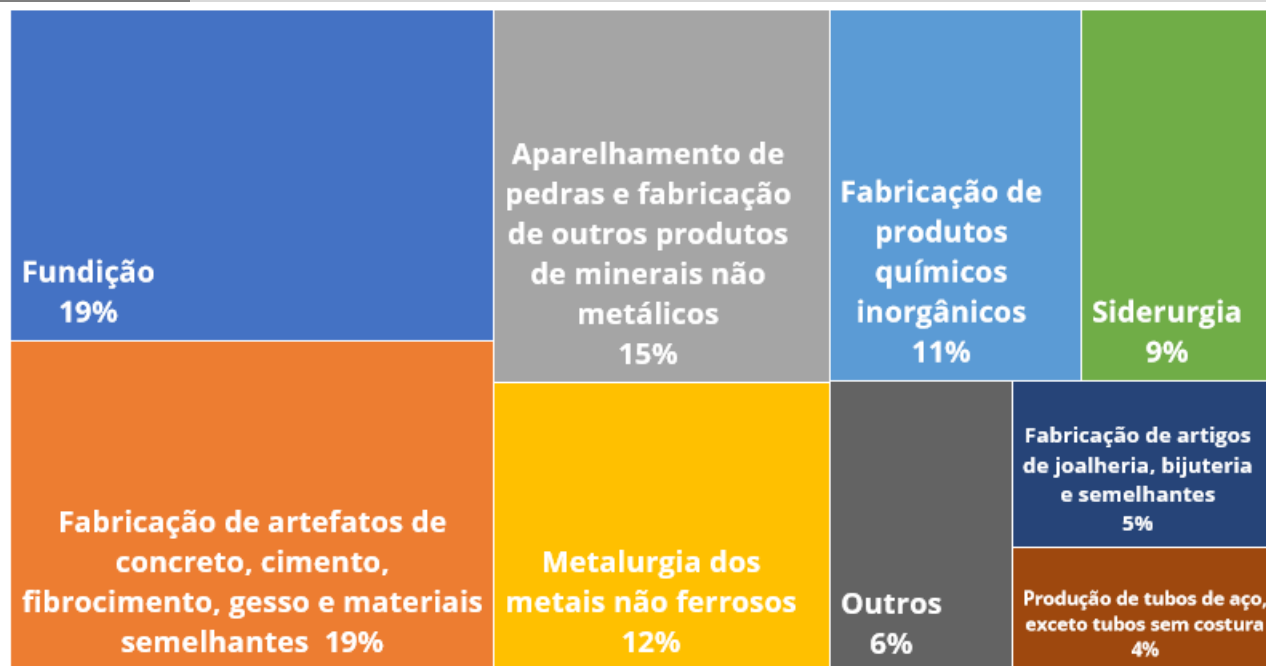 Fundição
19%
Fabricação de artefatos de
concreto, cimento,
fibrocimento, gesso e materiais
semelhantes 19%
Aparelhamento de
pedras e fabricação
de outros produtos
de minerais não
metálicos
15%
Metalurgia dos
metais não ferrosos
12%
Fabricação de
produtos
químicos
inorgânicos
11%
Siderurgia
9%
Outros
6%
Fabricação de artigos
de joalheria, bijuteria
e semelhantes
5%
Produção de tubos de aço,
exceto tubos sem costura
4%